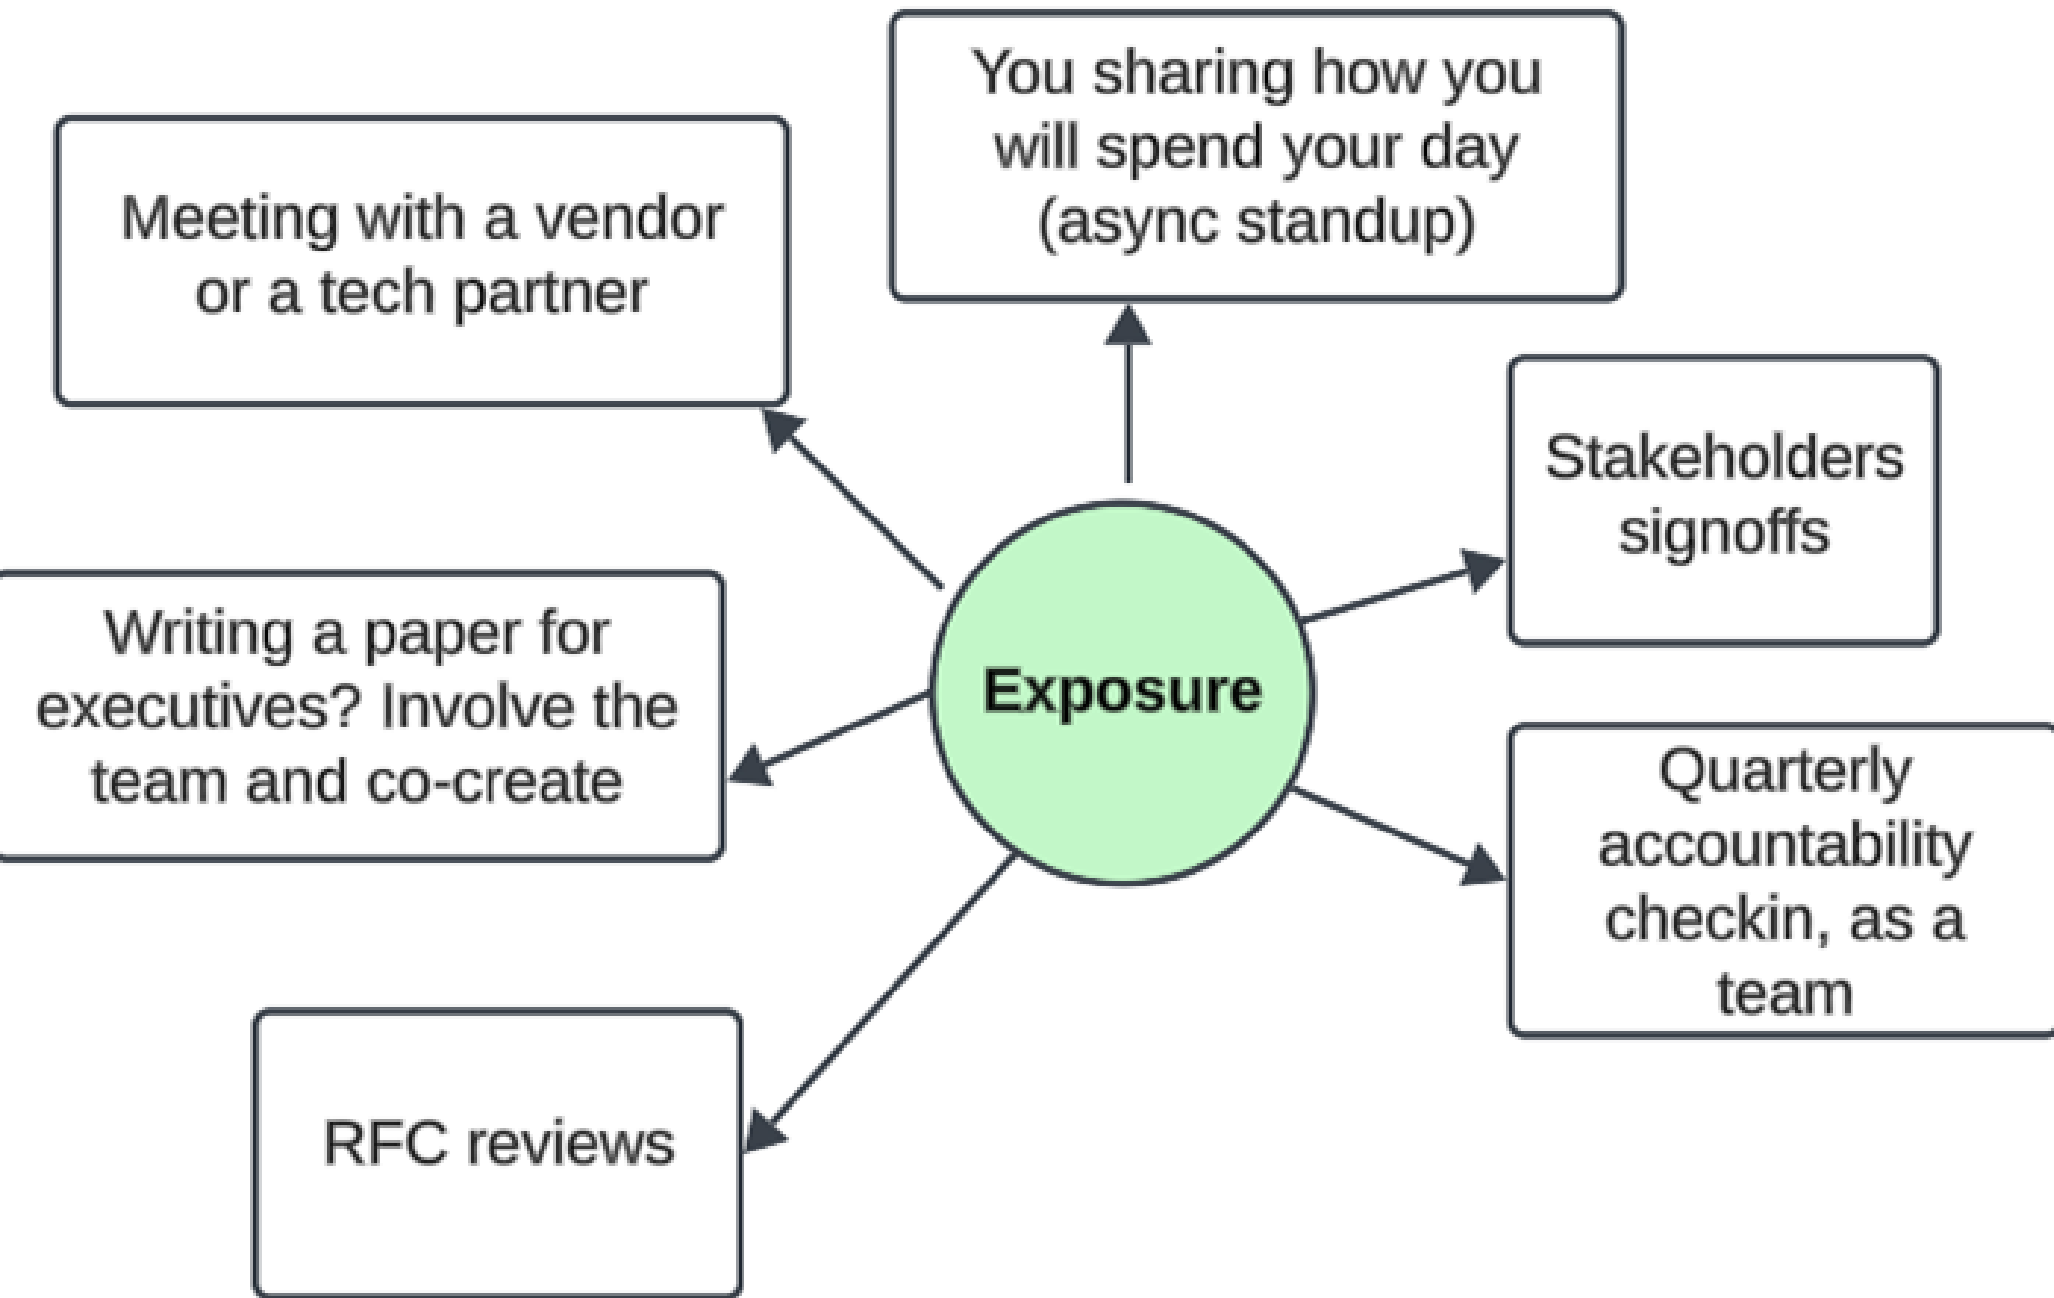 You sharing how you
will spend your day
(async standup)
Meeting with a vendor
or a tech partner
Stakeholders
signoffs
Writing a paper for
executives? Involve the
team and co-create
Exposure
Quarterly
accountability
checkin, as a
team
RFC reviews